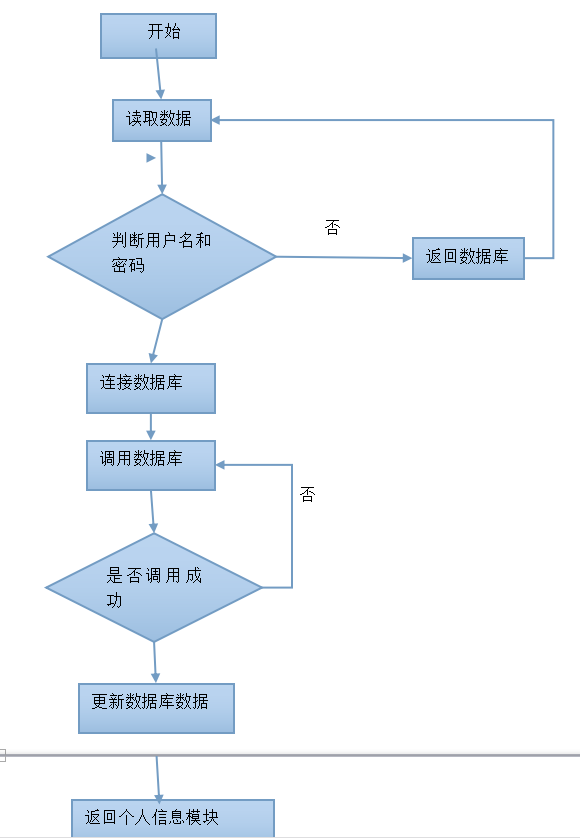 开始
读取数据
判断用户名和
密码
否
返回数据库
连接数据库
调用数据库
否
是否调用成
功
更新数据库数据
返回个人信息模块